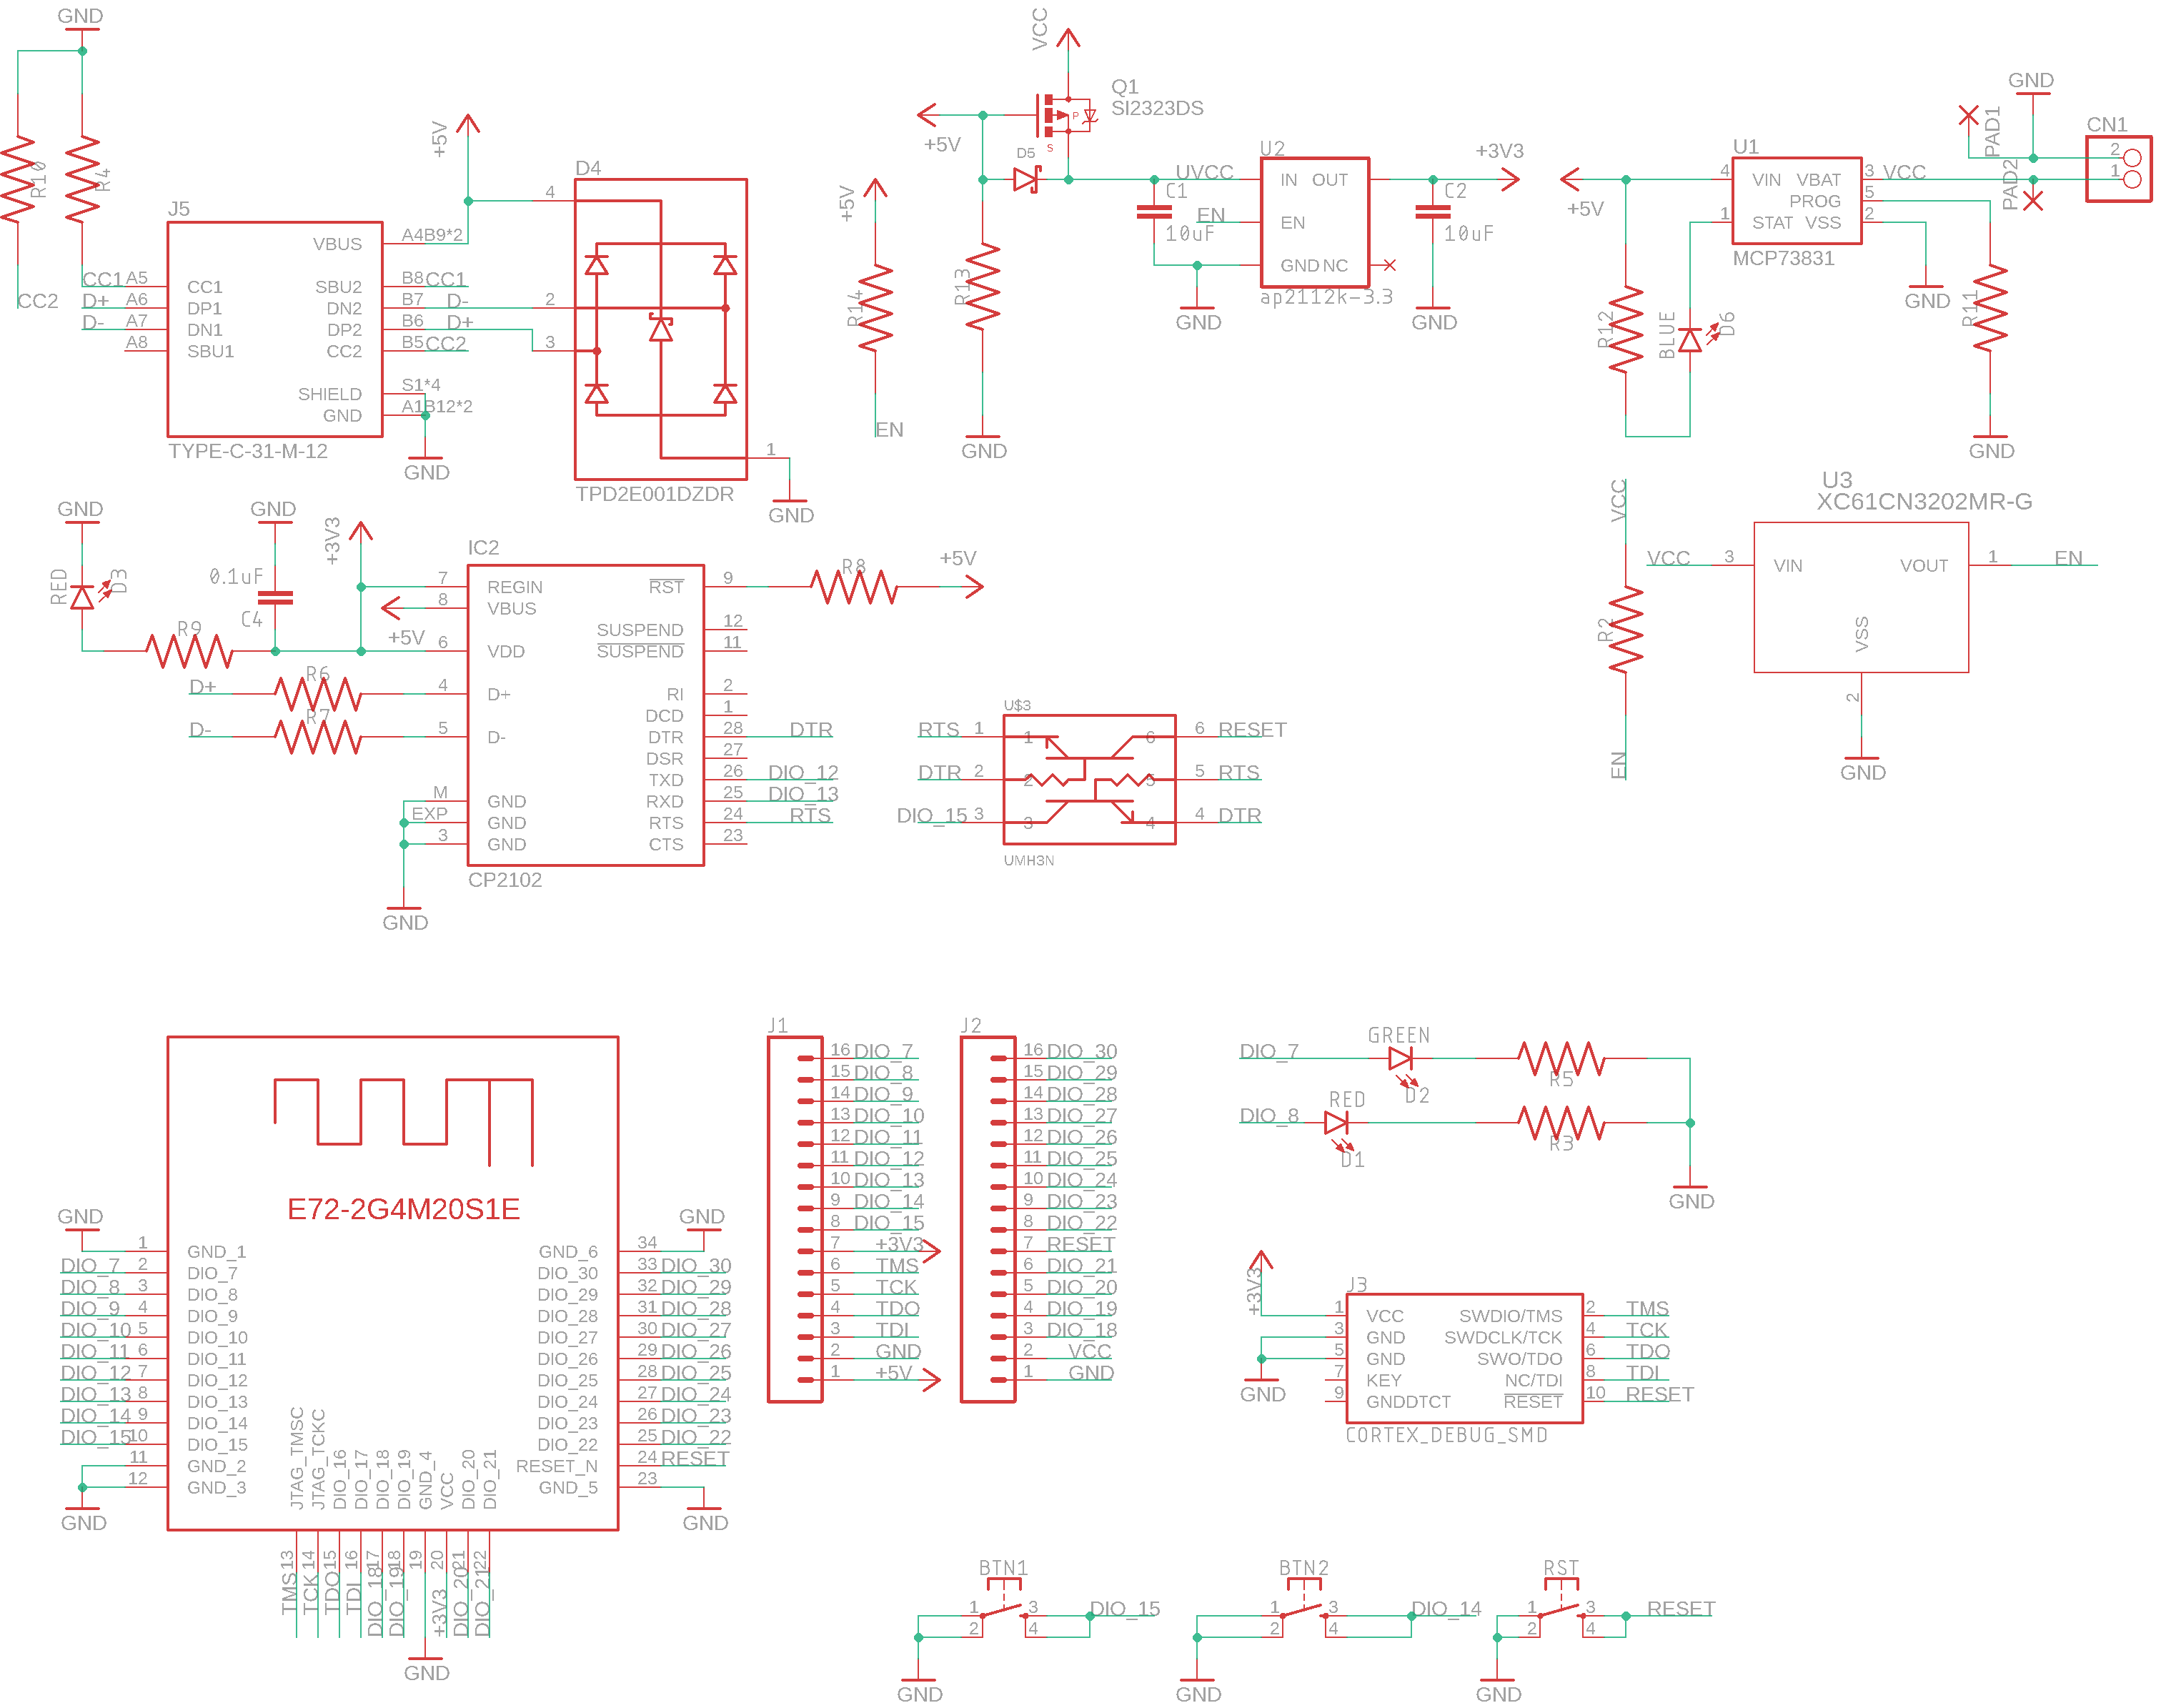 GND
R10
R4
CC2
J5
VBUS
A4B9*2
+5V
CC1 A5 CC1
D+ A6 DP1
D- A7 DN1
A8 SBU1
SBU2 B8 CC1
DN2 B7 D-
DP2 B6 D+
CC2 B5 CC2
SHIELD S1*4
GND A1B12*2
TYPE-C-31-M-12
GND
D4
4
2
3
1
TPD2E001DZDR
GND
+5V
R14
EN
VCC
Q1
SI2323DS
P
S
+5V
D5
R13
GND
UVCC
C1
10uF
EN
GND
U2
IN OUT
EN
GND NC
ap2112k-3.3
+3V3
C2
10uF
GND
+5V
R12
BLUE
D6
U1
4 VIN VBAT 3 VCC
PROG 5
1 STAT VSS 2
MCP73831
GND
R11
GND
PAD1
PAD2
GND
CN1
2
1
VCC
R2
EN
U3
XC61CN3202MR-G
VCC 3 VIN
VOUT 1 EN
VSS
2
GND
GND
RED
D3
R9
GND
0.1uF
C4
+3V3
+5V
D+ R6
D- R7
IC2
7 REGIN
8 VBUS
6 VDD
4 D+
5 D-
M GND
EXP GND
3 GND
GND
RST 9 R8 +5V
SUSPEND 12
SUSPEND 11
RI 2
DCD 1
DTR 28 DTR
DSR 27
TXD 26 DIO_12
RXD 25 DIO_13
RTS 24 RTS
CTS 23
CP2102
U$3
RTS 1 1 6 6 RESET
DTR 2 2 5 5 RTS
DIO_15 3 3 4 4 DTR
UMH3N
E72-2G4M20S1E
GND
1 GND_1
DIO_7 2 DIO_7
DIO_8 3 DIO_8
DIO_9 4 DIO_9
DIO_10 5 DIO_10
DIO_11 6 DIO_11
DIO_12 7 DIO_12
DIO_13 8 DIO_13
DIO_14 9 DIO_14
DIO_15 10 DIO_15
11 GND_2
12 GND_3
GND
JTAG_TMSC 13 TMS
JTAG_TCKC 14 TCK
DIO_16 15 TDO
DIO_17 16 TDI
DIO_18 17 DIO_18
DIO_19 18 DIO_19
GND_4 19
VCC 20 +3V3
DIO_20 21 DIO_20
DIO_21 22 DIO_21
GND
GND
GND_6 34
DIO_30 33 DIO_30
DIO_29 32 DIO_29
DIO_28 31 DIO_28
DIO_27 30 DIO_27
DIO_26 29 DIO_26
DIO_25 28 DIO_25
DIO_24 27 DIO_24
DIO_23 26 DIO_23
DIO_22 25 DIO_22
RESET_N 24 RESET
GND_5 23
GND
J1
16 DIO_7
15 DIO_8
14 DIO_9
13 DIO_10
12 DIO_11
11 DIO_12
10 DIO_13
9 DIO_14
8 DIO_15
7 +3V3
6 TMS
5 TCK
4 TDO
3 TDI
2 GND
1 +5V
J2
16 DIO_30
15 DIO_29
14 DIO_28
13 DIO_27
12 DIO_26
11 DIO_25
10 DIO_24
9 DIO_23
8 DIO_22
7 RESET
6 DIO_21
5 DIO_20
4 DIO_19
3 DIO_18
2 VCC
1 GND
DIO_7
GREEN
D2
R5
DIO_8
RED
D1
R3
GND
+3V3
J3
1 VCC SWDIO/TMS 2 TMS
3 GND SWDCLK/TCK 4 TCK
5 GND SWO/TDO 6 TDO
7 KEY NC/TDI 8 TDI
9 GNDDTCT RESET 10 RESET
GND
CORTEX_DEBUG_SMD
BTN1
1 3 DIO_15
2 4
GND
BTN2
1 3 DIO_14
2 4
GND
RST
1 3 RESET
2 4
GND